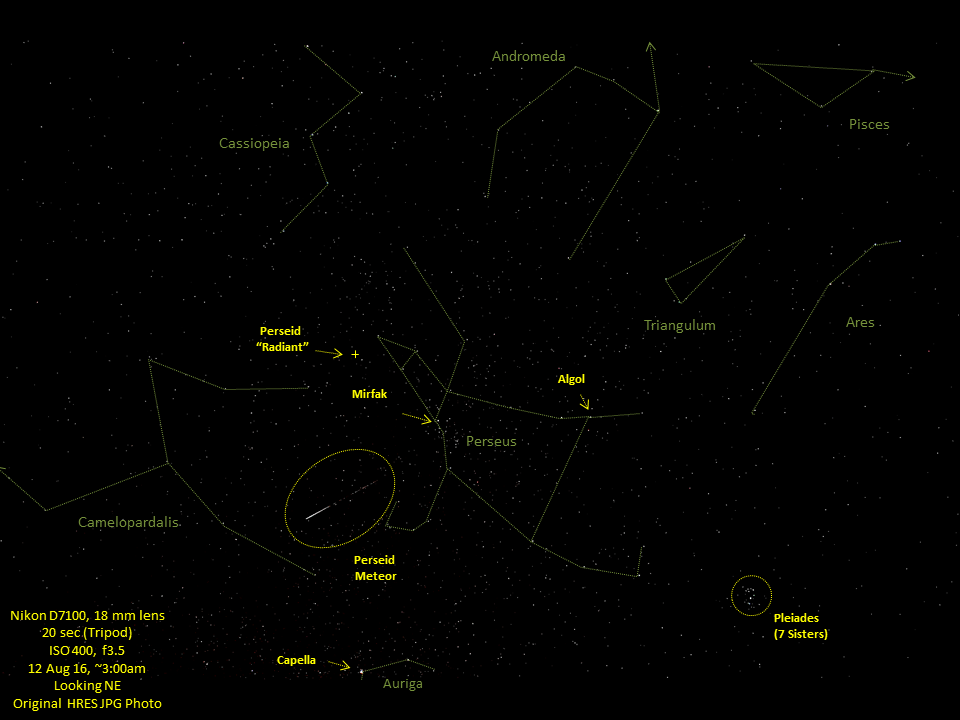 Andromeda
Pisces
Cassiopeia
Triangulum
Ares
Perseid
“Radiant”
+
Mirfak
Algol
Perseus
Camelopardalis
Perseid
Meteor
Pleiades
(7 Sisters)
Capella
Auriga
Nikon D7100, 18 mm lens
20 sec (Tripod)
ISO 400, f3.5
12 Aug 16, ~3:00am
Looking NE
Original HRES JPG Photo